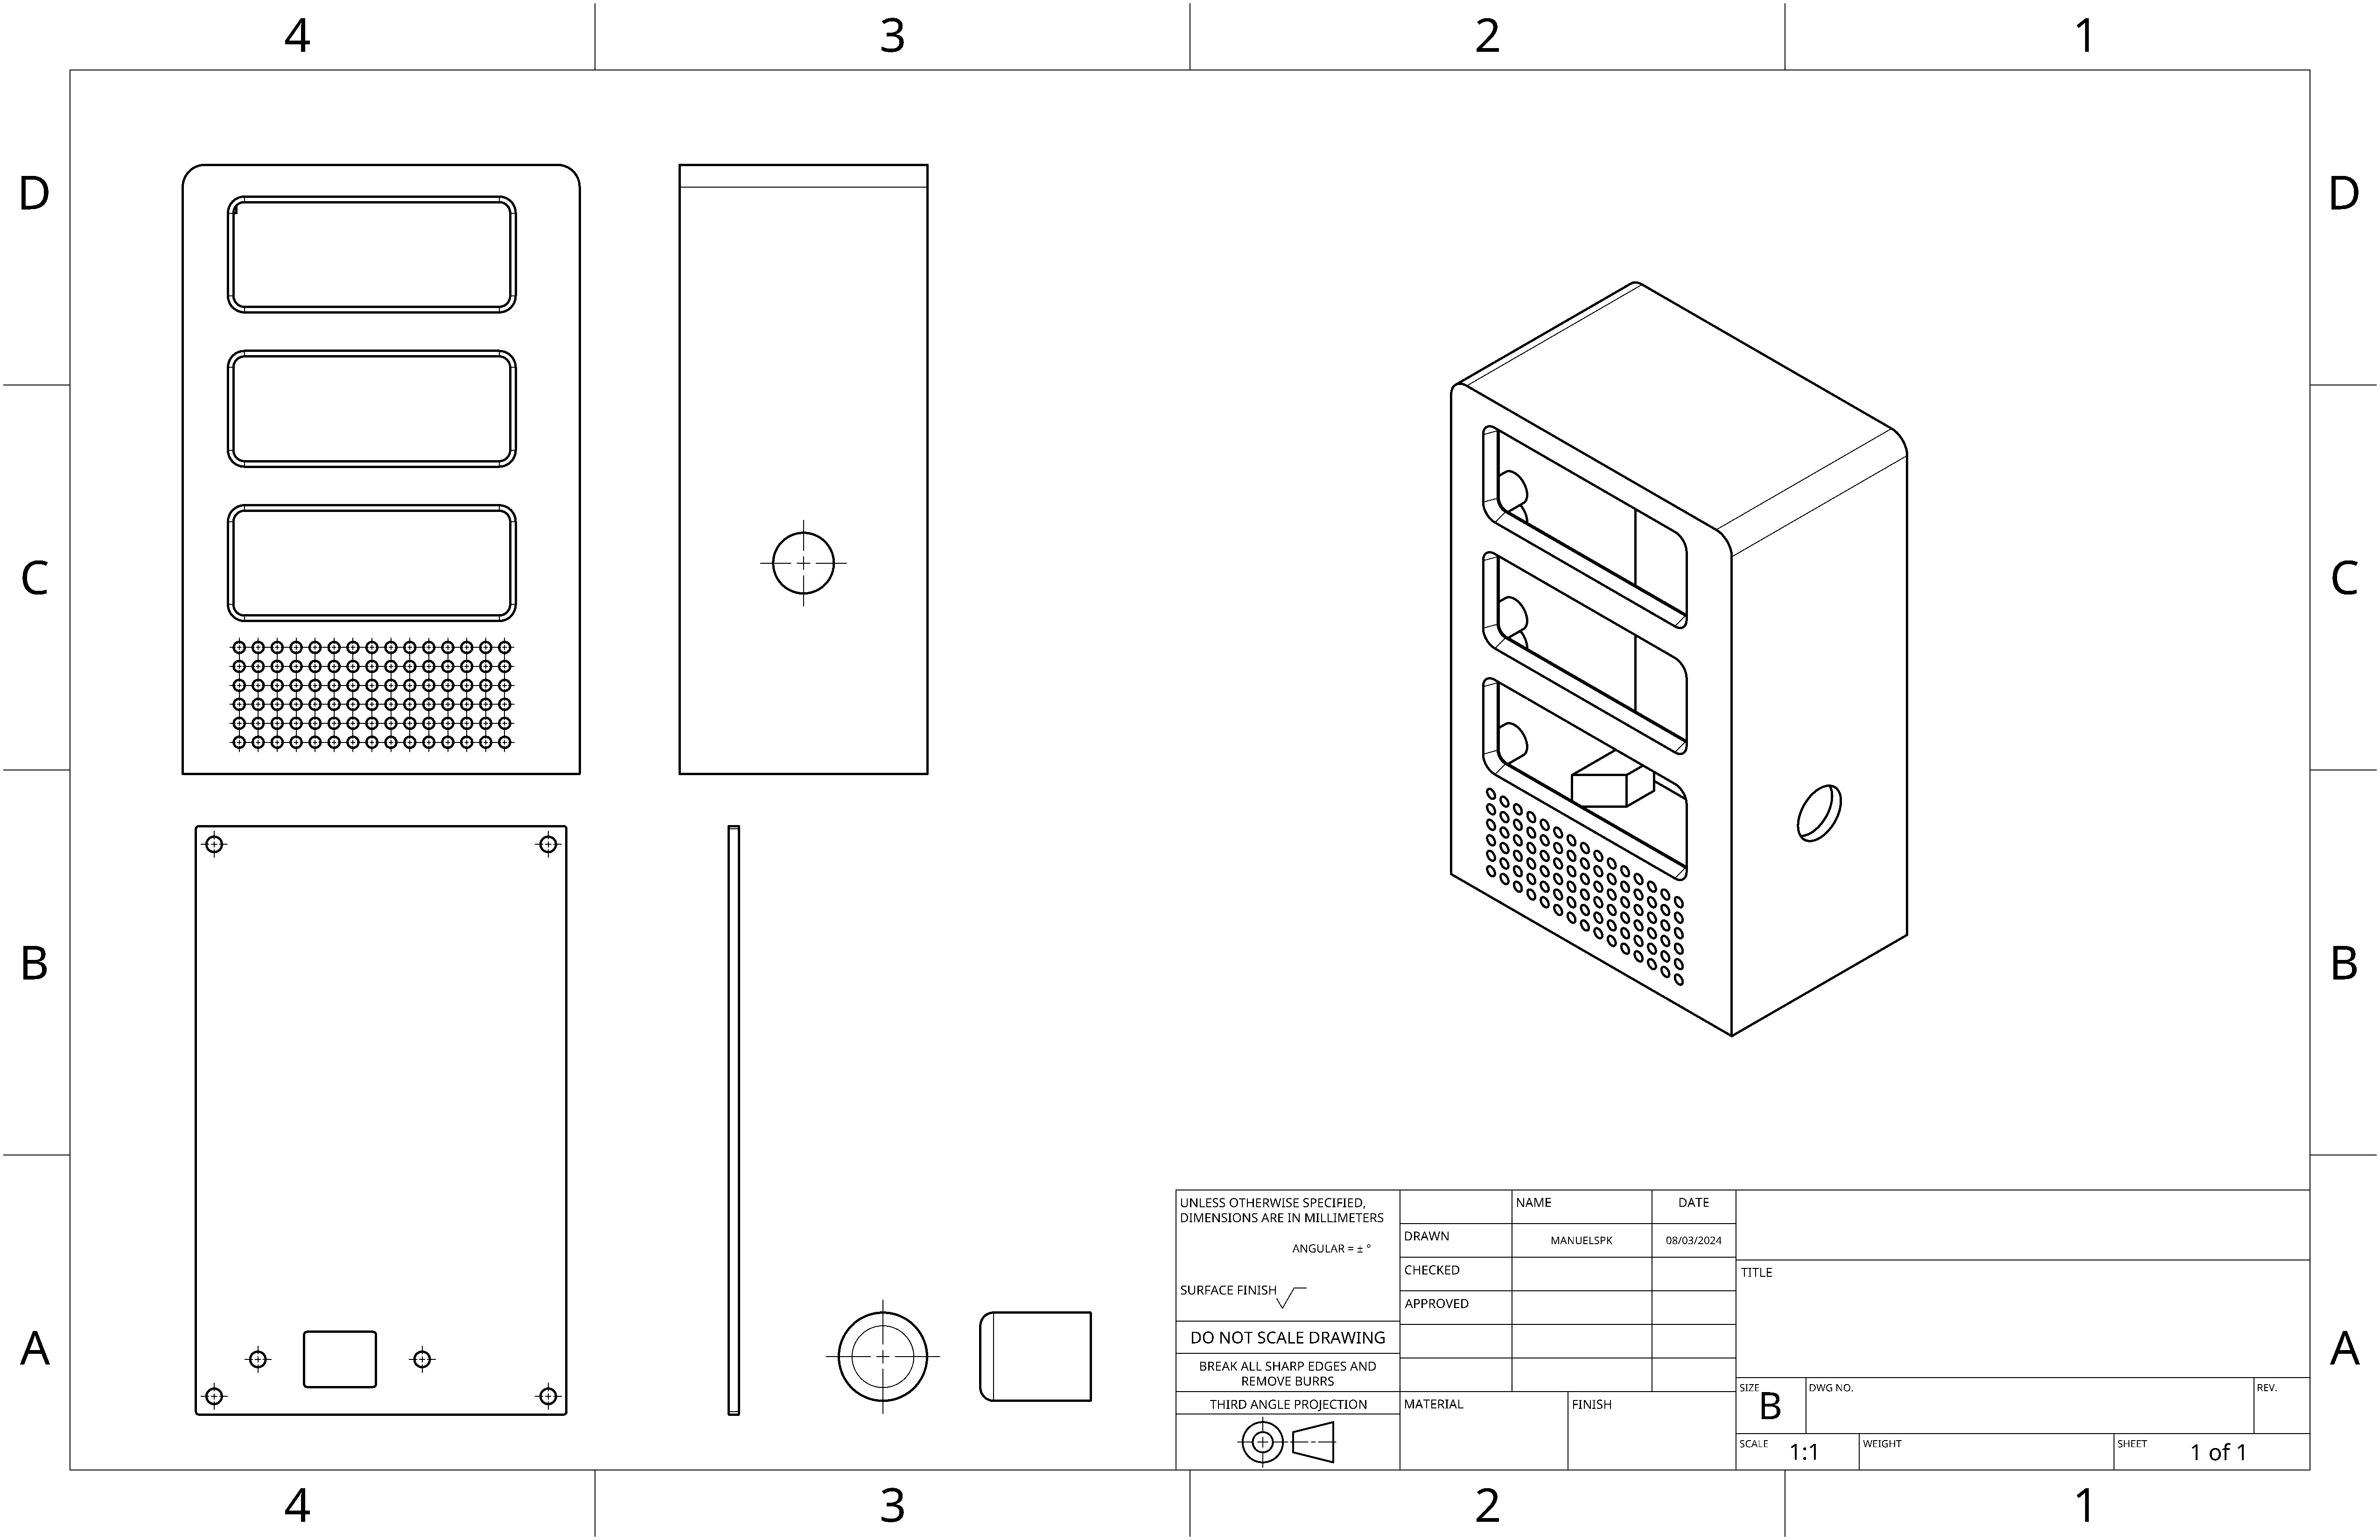 4 3 2 1
D D
C C
B B
A A
UNLESS OTHERWISE SPECIFIED,
DIMENSIONS ARE IN MILLIMETERS
ANGULAR = ± °
SURFACE FINISH
DO NOT SCALE DRAWING
BREAK ALL SHARP EDGES AND
REMOVE BURRS
THIRD ANGLE PROJECTION
NAME DATE
DRAWN MANUELSPK 08/03/2024
CHECKED
APPROVED
MATERIAL FINISH
TITLE
SIZE B DWG NO. REV.
SCALE 1:1 WEIGHT SHEET 1 of 1
4 3 2 1